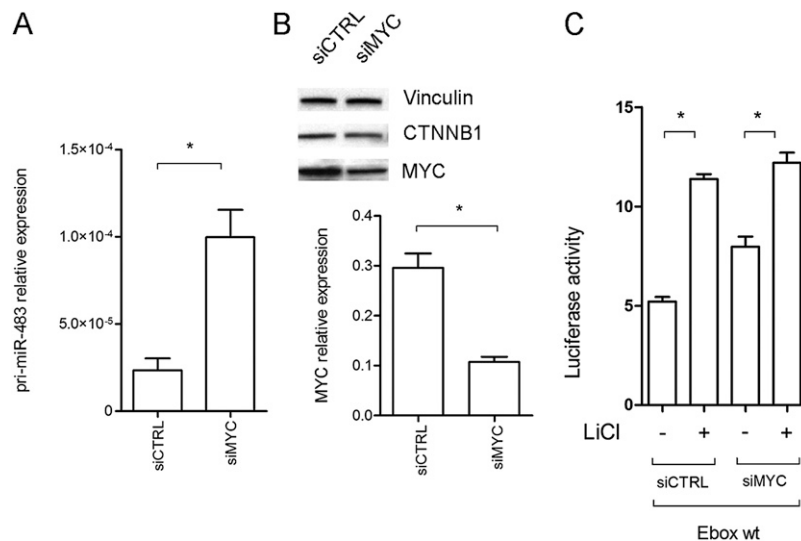 A
pri-miR-483 relative expression
1.5×10⁻⁴
1.0×10⁻⁴
5.0×10⁻⁵
0
*
siCTRL
siMYC
B
siCTRL
siMYC
Vinculin
CTNNB1
MYC
MYC relative expression
0.4
0.3
0.2
0.1
0.0
*
siCTRL
siMYC
C
Luciferase activity
15
10
5
0
*
*
LiCl - + - +
siCTRL siMYC
Ebox wt